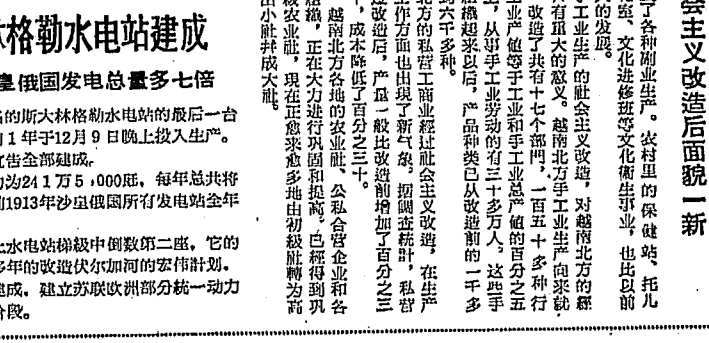 林格勒水电站建成
皇俄国发电总量多七倍
的斯大林格勒水电站的最后一台
1年于12月9日晚上投入生产。
告全部建成。
为241万5,000瓩，每年总共将
1913年沙皇俄国所有发电站全年
水电站梯级中倒数第二座，它的
多年的改造伏尔加河的宏伟計划，
建成，建立苏联欧洲部分統一动力
阶段。
会主义改造后面貌一新
了各种副业生产。农村里的保健站、托儿
室、文化进修班等文化衛生事业，也比以前
的发展。
工业生产的社会主义改造，对越南北方的經
有重大的意义。越南北方手工业生产向来就
改造了共有十七个部門，一百五十多种行
工业产值等于工业和手工业总产值的百分之五
，从事手工业劳动的有三十多万人。这些手
組織起来以后，产品种类已从改造前的一千多
到六千多种。
北方的私营工商业經过社会主义改造，在生产
作方面也出现了新气象。据調查統計，私营
改造后，产量一般比改造前增加了百分之三
，成本降低了百分之三十。
越南北方各地的农业社、公私合营企业和各
組織，正在大力进行巩固和提高。已經得到巩
农业社，現在正愈来愈多地由初級社轉为高
由小社并成大社。